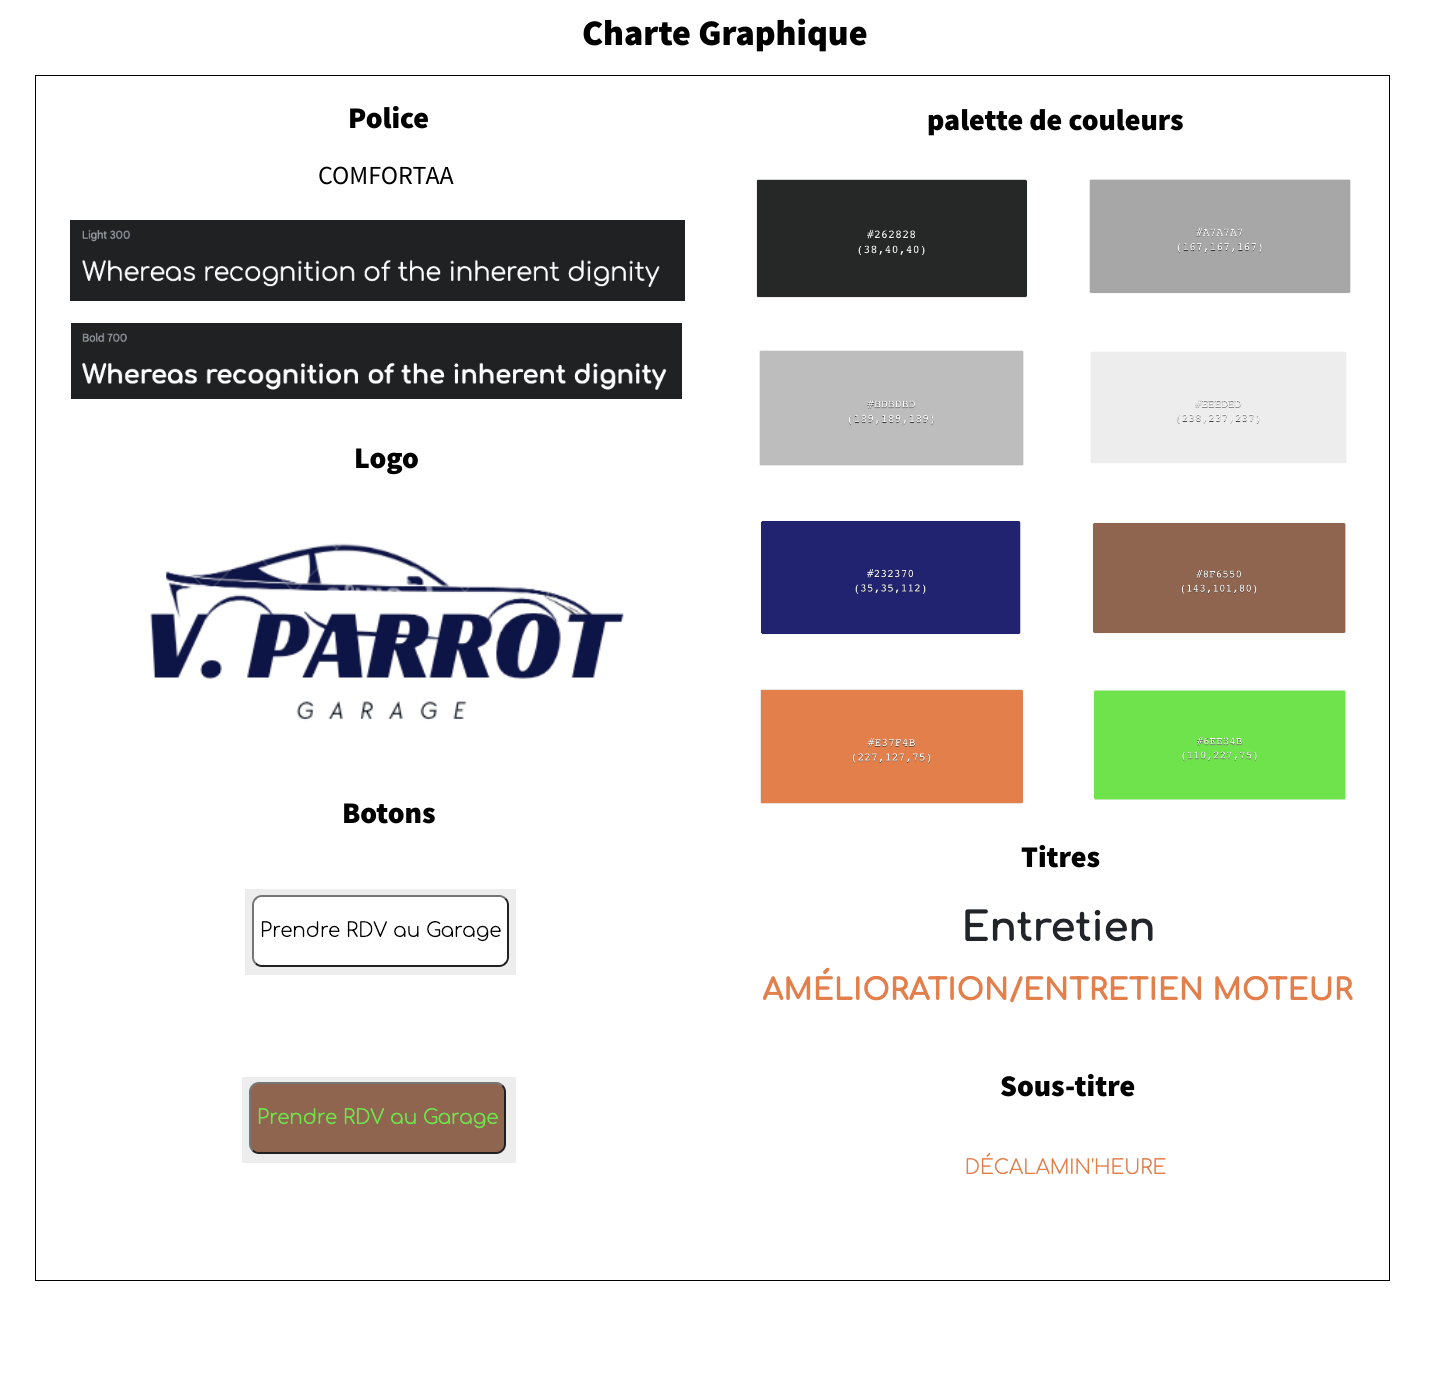 Charte Graphique
Police
COMFORTAA
Light 300
Whereas recognition of the inherent dignity
Bold 700
Whereas recognition of the inherent dignity
Logo
V. PARROT
GARAGE
Botons
Prendre RDV au Garage
Prendre RDV au Garage
palette de couleurs
#262828
(38,40,40)
#A7A7A7
(167,167,167)
#BDBDBD
(189,189,189)
#EEEDED
(238,237,237)
#232370
(35,35,112)
#8F6550
(143,101,80)
#E37F4B
(227,127,75)
#6EE34B
(110,227,75)
Titres
Entretien
AMÉLIORATION/ENTRETIEN MOTEUR
Sous-titre
DÉCALAMIN'HEURE